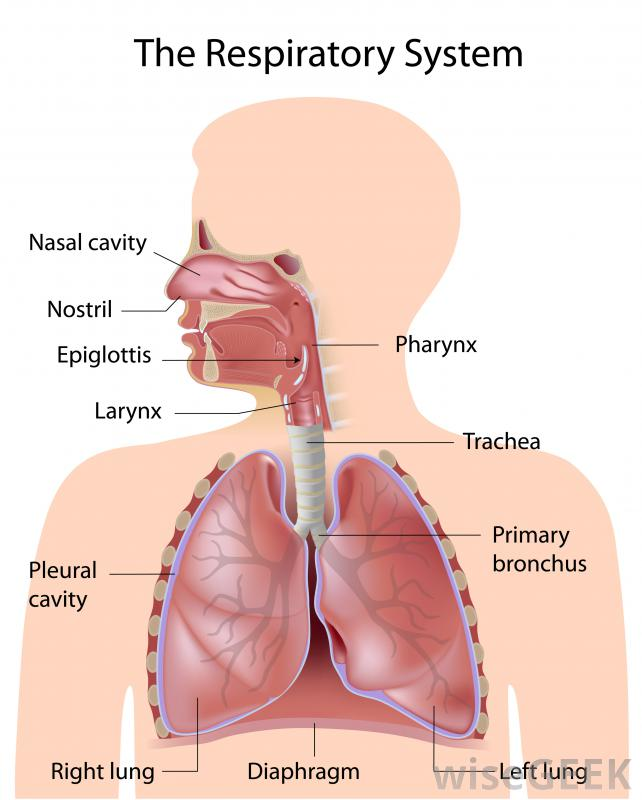 The Respiratory System
Nasal cavity
Nostril
Epiglottis
Pharynx
Larynx
Trachea
Primary
bronchus
Pleural
cavity
Right lung
Diaphragm
Left lung
wiseGEEK